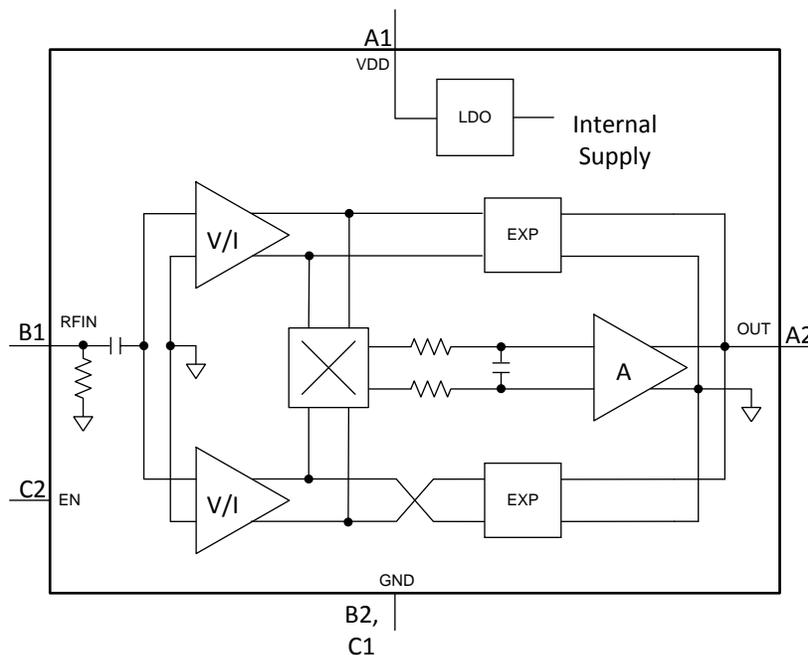 A1
VDD
LDO
Internal
Supply
V/I
EXP
B1
RFIN
OUT
A2
A
C2
EN
V/I
EXP
GND
B2,
C1